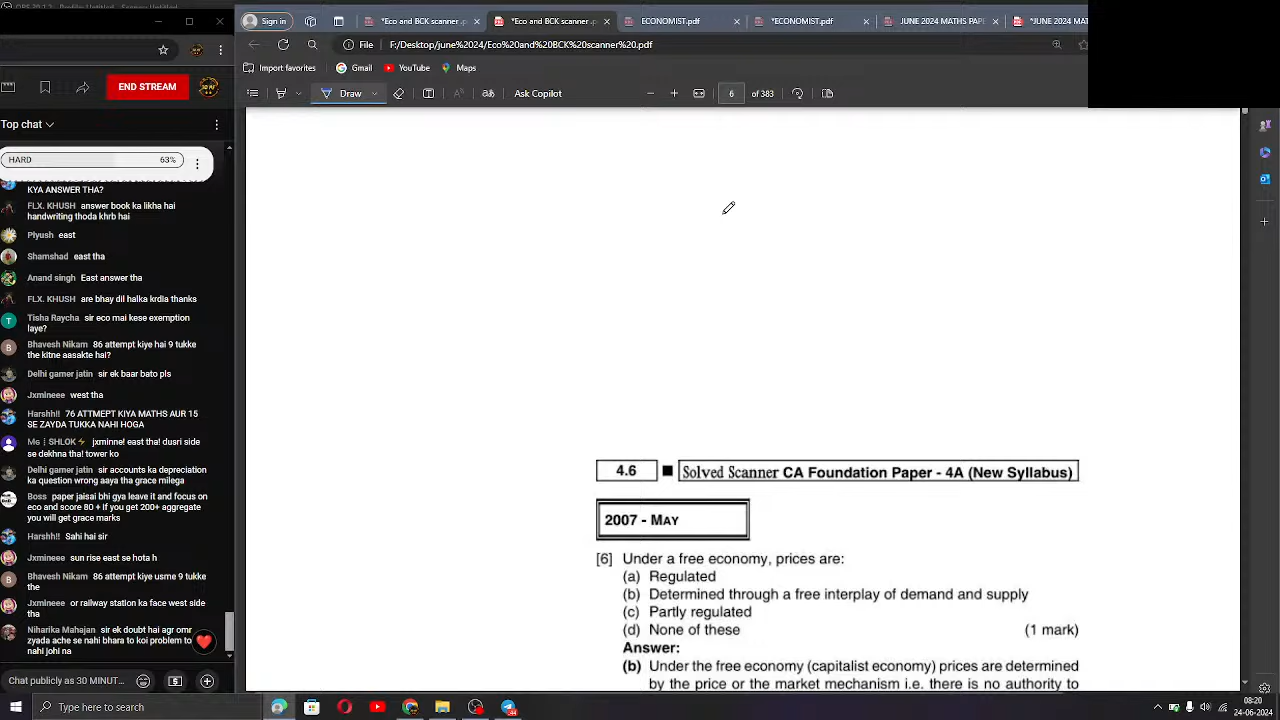 Sign in
*Econ and BCK scanner
*Econ and BCK scanner
ECONOMIST.pdf
*ECONOMIST.pdf
JUNE 2024 MATHS PAPE
*JUNE 2024 MA
File
F:/Desktop/june%2024/Eco%20and%20BCK%20scanner%20.pdf
Import favorites
Gmail
YouTube
Maps
END STREAM
Draw
Ask Copilot
6
of 383
Top chat
HARD 63%
KYA ANSWER THA?
FLX. KHUSH answer book ka likha hai
handwriting thoda khrb hai
Piyush east
Shamshad east tha
Anand singh East answer tha
FLX. KHUSH are bhay dil halka krdia thanks
Tisha Raycha sir eco mai kese exemption
laye?
Bhavesh Nikam 86 attempt kiye hai 9 tukke
the kitne aasakte hai?
Delhi gamer jatin sir ek baar bato pls
Jxmineee west tha
Harshh!! 76 ATTMEPT KIYA MATHS AUR 15
SE ZAYDA TUKKA NAHI HOGA
Me ⁞ SHLOK⚡ jxminne! east tha! dusri side
se dekhna tha! tower ko
Delhi gamer jatin sir accounts ka depreciation
ka question wrong aaya tha grace milega
Boss paper jaisai bhi gya leave it and focus on
eco and score 80 + If you get 200+ aggregate
you will get grace marks
Harshh!! Sahi hai sir
Jxmineee sun rise east se hota h
Bhavesh Nikam 86 attempt kiye usme 9 tukke
the
Jxmineee or railway station ka face west side
tha
Niharika Mahajan sir ek doubt hai agr omr
zyada ache se nahi bhara to koi problem to
nahi johi na
Chat publicly as 30 MINUT...
4.6 ■ Solved Scanner CA Foundation Paper - 4A (New Syllabus)
2007 - MAY
[6] Under a free economy, prices are:
(a) Regulated
(b) Determined through a free interplay of demand and supply
(c) Partly regulated
(d) None of these (1 mark)
Answer:
(b) Under the free economy (capitalist economy) prices are determined
by the price or the market mechanism i.e. there is no authority to
Type here to search
08:20
24-06-2024